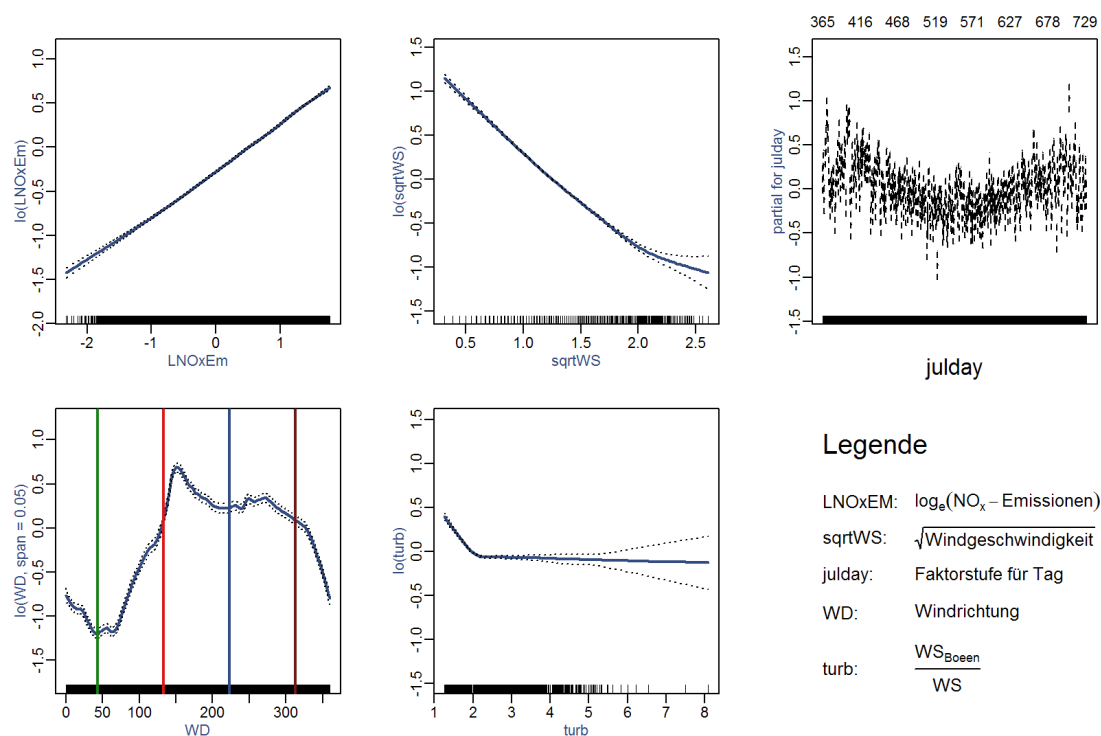 lo(LNOxEm)
1.0
0.5
0.0
-0.5
-1.0
-1.5
-2.0
-2 -1 0 1
LNOxEm
lo(sqrtWS)
1.5
1.0
0.5
0.0
-0.5
-1.0
-1.5
0.5 1.0 1.5 2.0 2.5
sqrtWS
365 416 468 519 571 627 678 729
partial for julday
1.5
1.0
0.5
0.0
-0.5
-1.0
-1.5
julday
lo(WD, span = 0.05)
1.0
0.5
0.0
-0.5
-1.0
-1.5
0 50 100 200 300
WD
lo(turb)
1.5
1.0
0.5
0.0
-0.5
-1.0
-1.5
1 2 3 4 5 6 7 8
turb
Legende
LNOxEM: logₑ(NOₓ − Emissionen)
sqrtWS: √Windgeschwindigkeit
julday: Faktorstufe für Tag
WD: Windrichtung
turb: WS_Boeen
WS